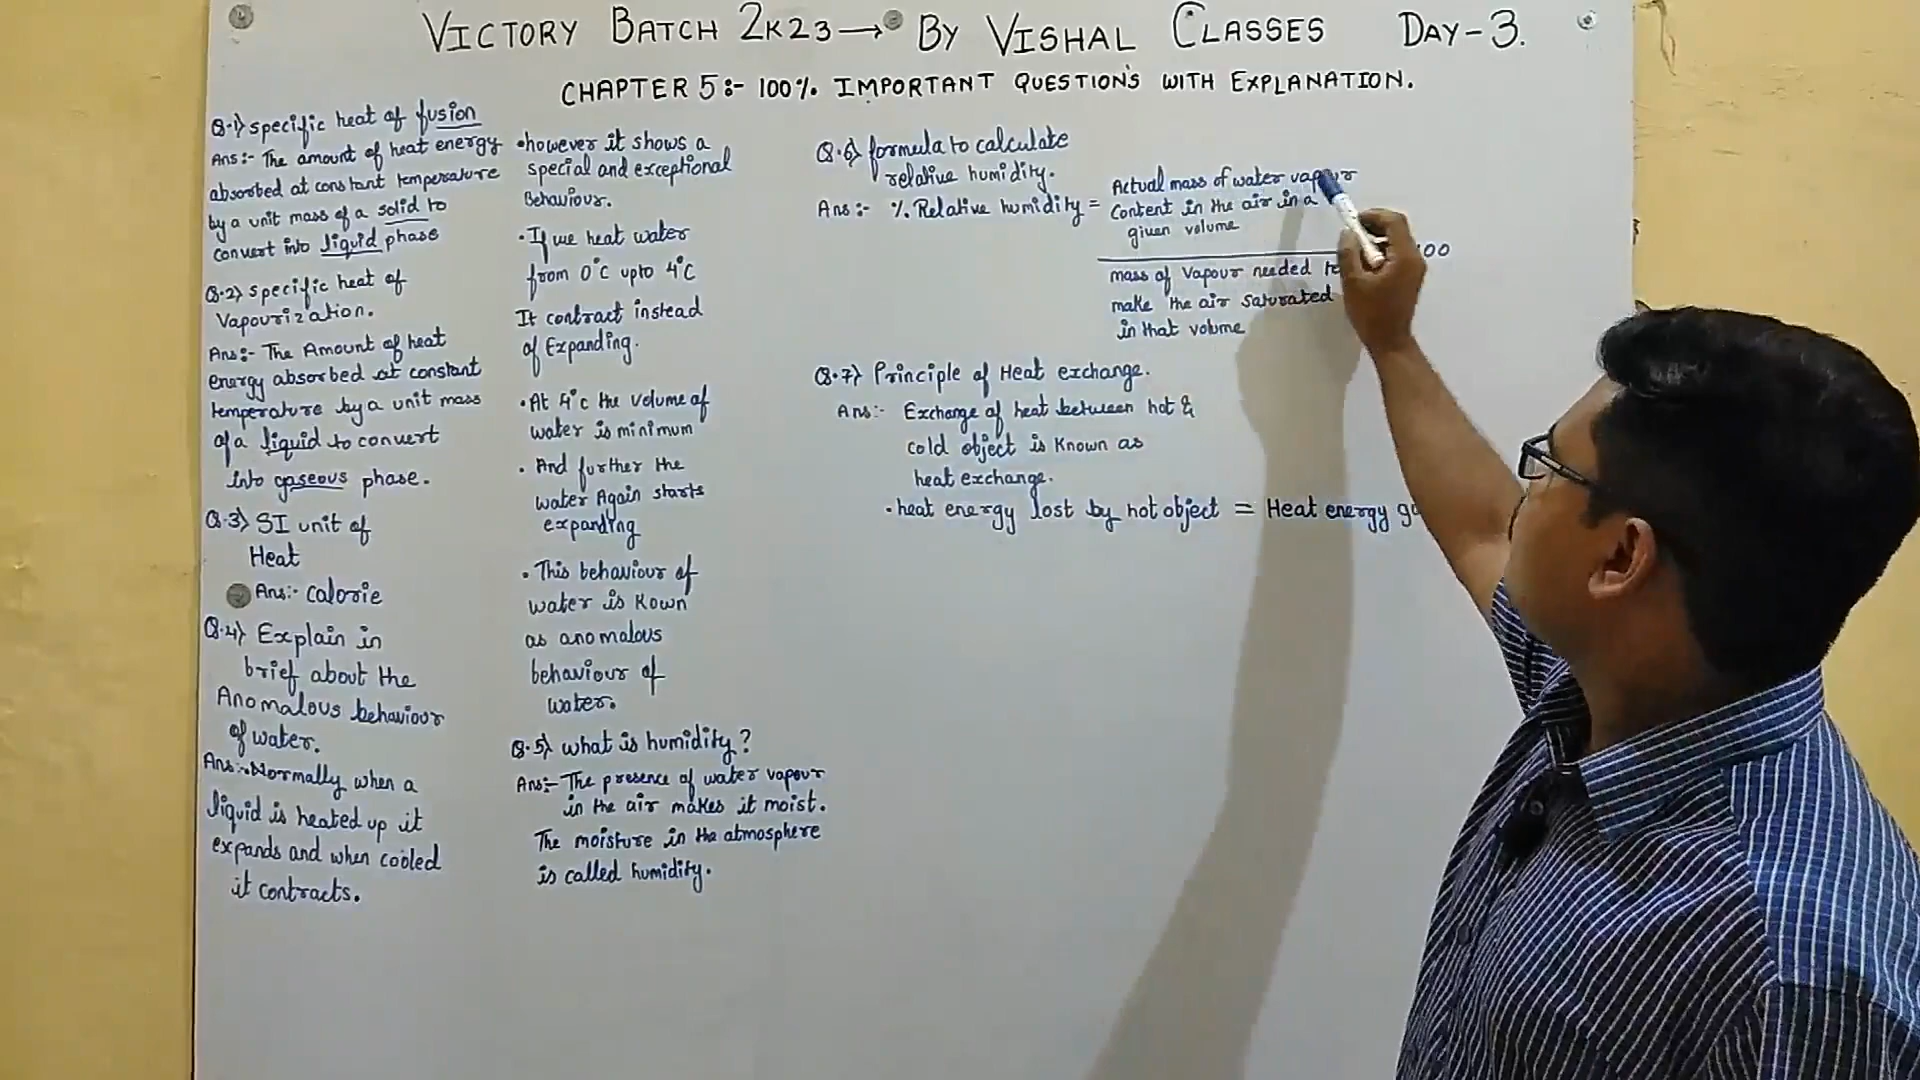 VICTORY BATCH 2K23 → BY VISHAL CLASSES DAY-3.
CHAPTER 5:- 100% IMPORTANT QUESTIONS WITH EXPLANATION.
Q.1) specific heat of fusion
Ans:- The amount of heat energy
absorbed at constant temperature
by a unit mass of a solid to
convert into liquid phase
Q.2) specific heat of
Vapourization.
Ans:- The Amount of heat
energy absorbed at constant
temperature by a unit mass
of a liquid to convert
into gaseous phase.
Q.3) SI unit of
Heat
Ans:- calorie
Q.4) Explain in
brief about the
Anomalous behaviour
of water.
Ans:- Normally when a
liquid is heated up it
expands and when cooled
it contracts.
• however it shows a
special and exceptional
Behaviour.
• If we heat water
from 0°C upto 4°C
It contract instead
of Expanding.
• At 4°c the volume of
water is minimum
• And further the
water Again starts
expanding
• This behaviour of
water is Kown
as anomalous
behaviour of
water.
Q.5) what is humidity?
Ans:- The presence of water vapour
in the air makes it moist.
The moisture in the atmosphere
is called humidity.
Q.6) formula to calculate
relative humidity.
Ans:- % Relative humidity =
Actual mass of water vapour
Content in the air in a
given volume
mass of Vapour needed to
make the air saturated
in that volume
Q.7) Principle of Heat exchange.
Ans:- Exchange of heat between hot &
cold object is Known as
heat exchange.
• heat energy lost by hot object = Heat energy